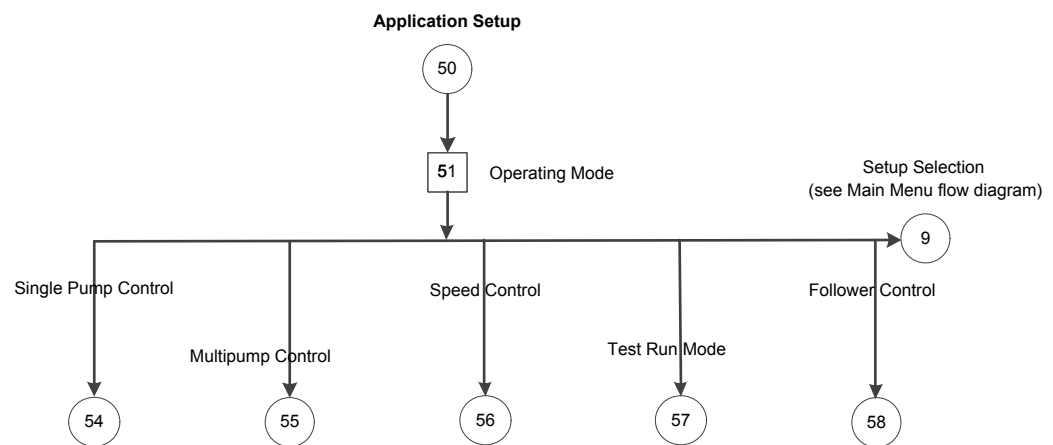 Application Setup
50
51
Operating Mode
Setup Selection
(see Main Menu flow diagram)
9
Single Pump Control
Speed Control
Follower Control
Multipump Control
Test Run Mode
54
55
56
57
58